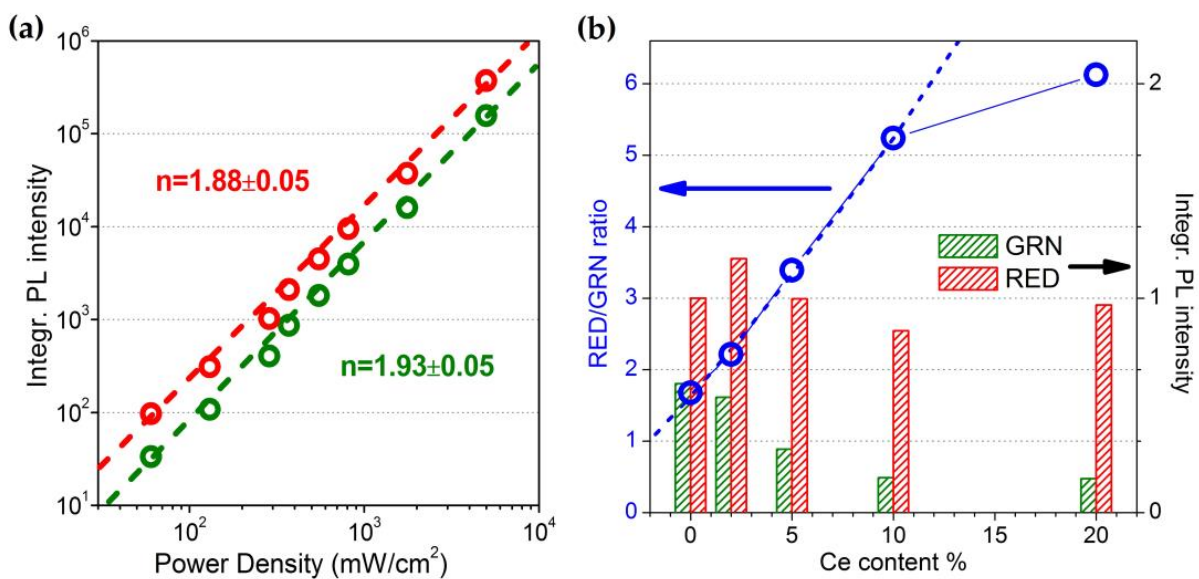 (a)
10⁶
10⁵
10⁴
10³
10²
10¹
Integr. PL intensity
n=1.88±0.05
n=1.93±0.05
10² 10³ 10⁴
Power Density (mW/cm²)
(b)
6
5
4
3
2
1
0
RED/GRN ratio
GRN
RED
2
1
0
Integr. PL intensity
0 5 10 15 20
Ce content %